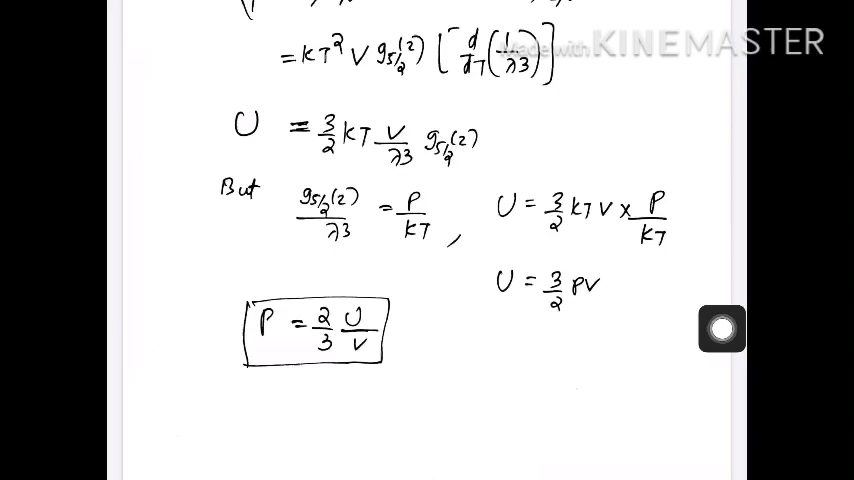 = KT² V g5/2(z) [ d/dT (1/λ3) ]
Made with KINEMASTER
U = 3/2 KT V/λ3 g5/2(z)
But g5/2(z)/λ3 = P/KT , U = 3/2 KTV x P/KT
U = 3/2 PV
P = 2/3 U/V